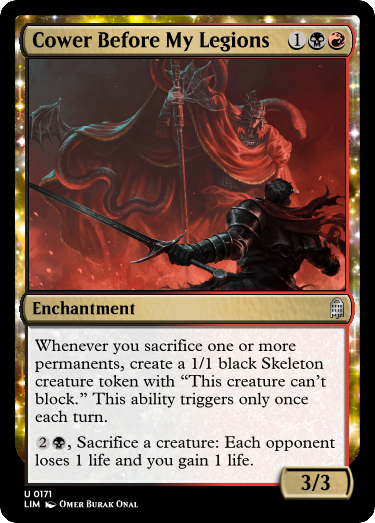 Cower Before My Legions 1
Enchantment
Whenever you sacrifice one or more
permanents, create a 1/1 black Skeleton
creature token with “This creature can’t
block.” This ability triggers only once
each turn.
2, Sacrifice a creature: Each opponent
loses 1 life and you gain 1 life.
3/3
U 0171
LIM Omer Burak Onal